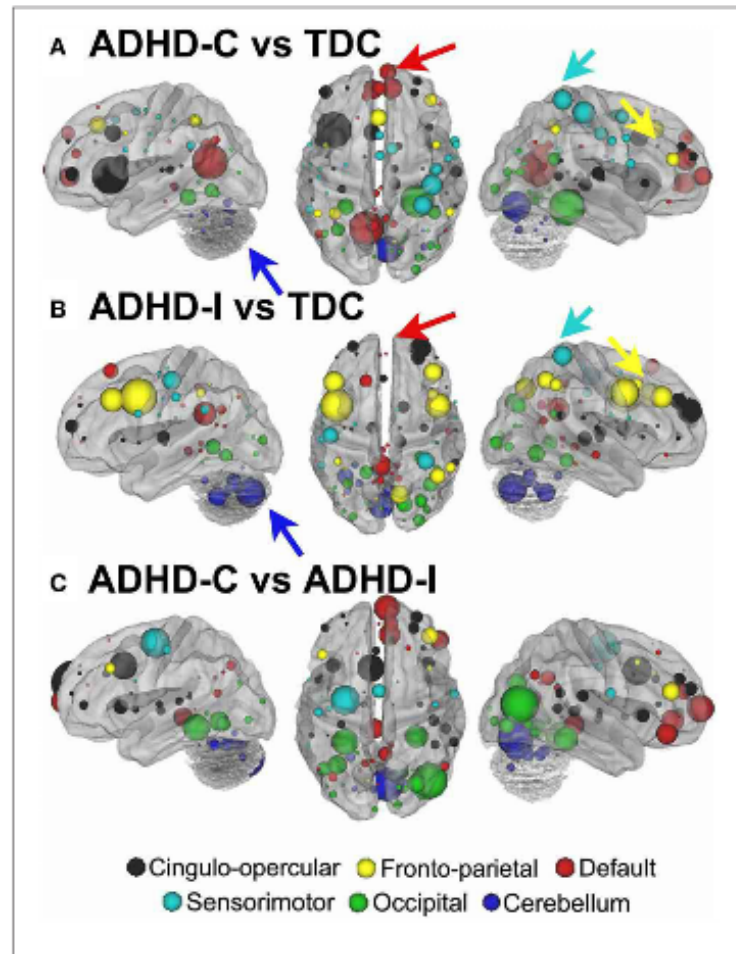 A ADHD-C vs TDC
B ADHD-I vs TDC
C ADHD-C vs ADHD-I
Cingulo-opercular Fronto-parietal Default
Sensorimotor Occipital Cerebellum